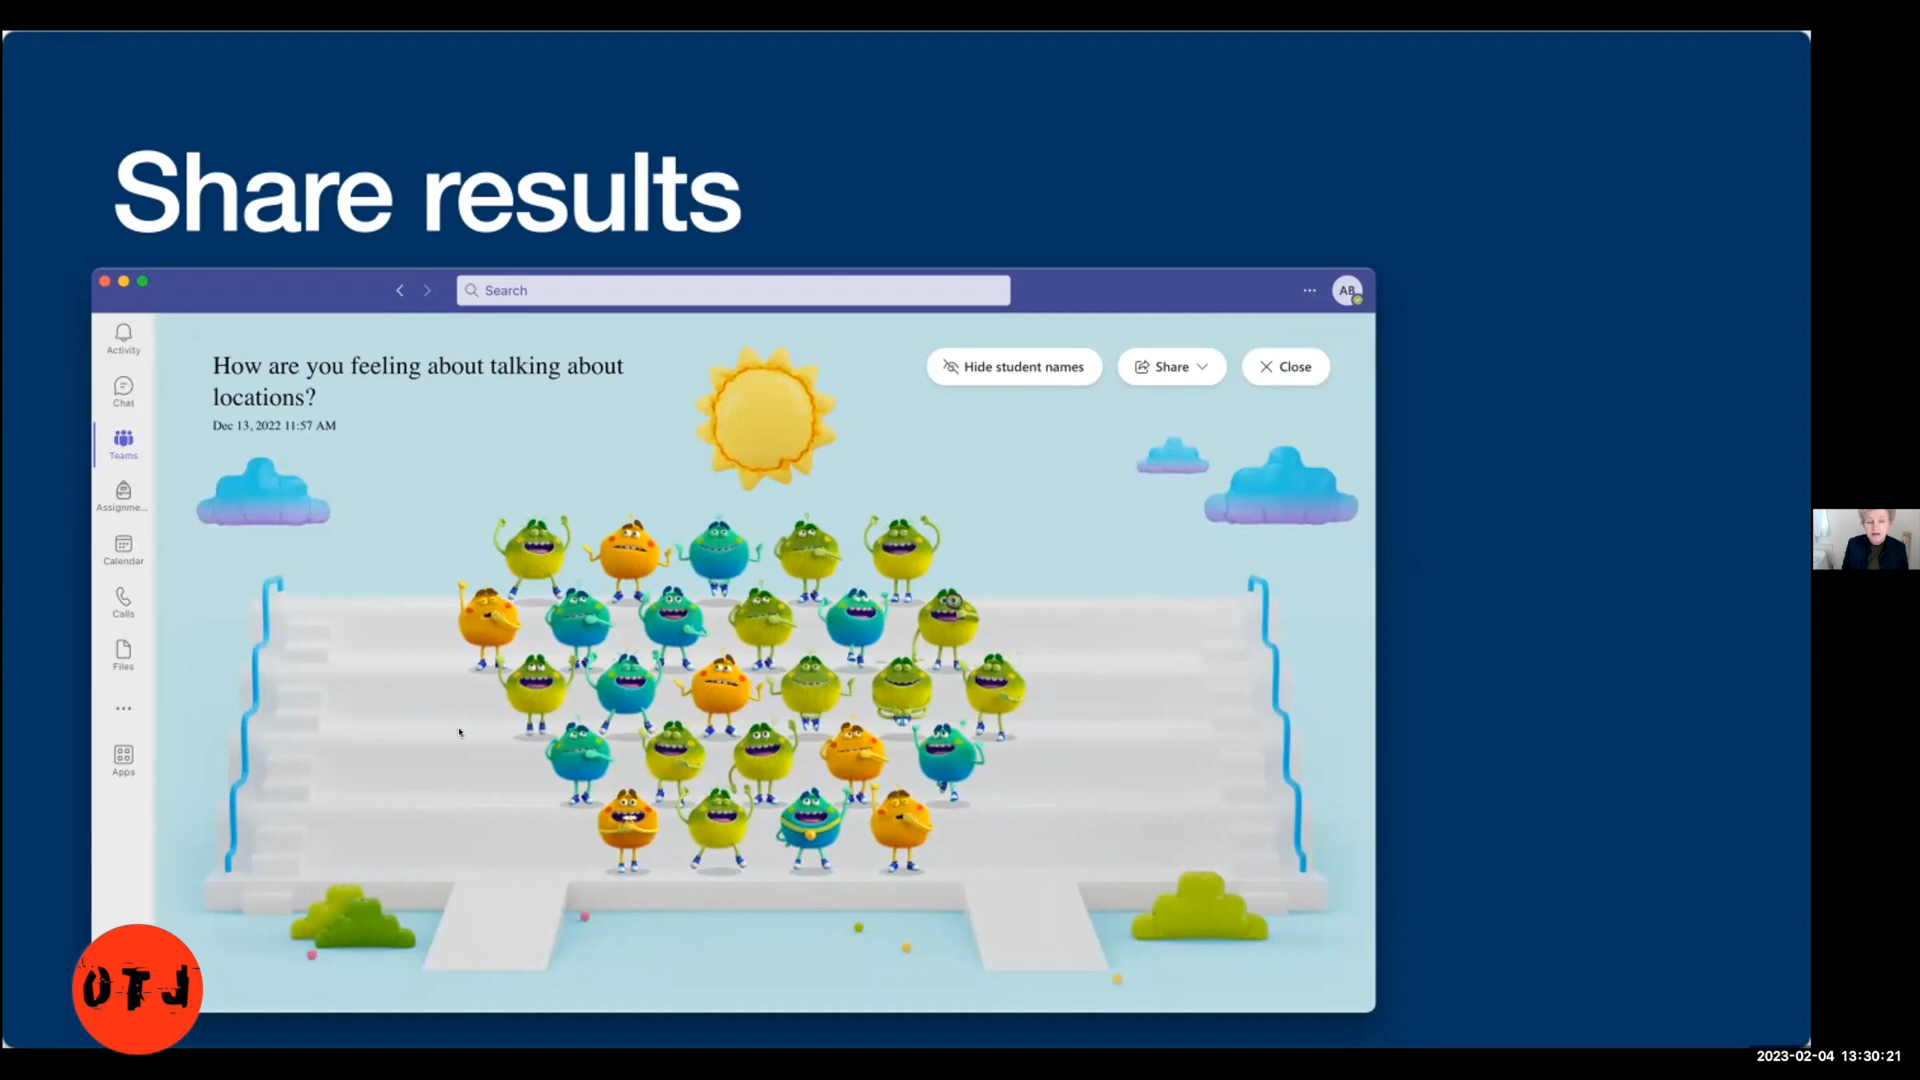 Share results
Search
AB
Activity
Chat
Teams
Assignme...
Calendar
Calls
Files
Apps
How are you feeling about talking about
locations?
Dec 13, 2022 11:57 AM
Hide student names
Share
Close
OTJ
2023-02-04 13:30:21